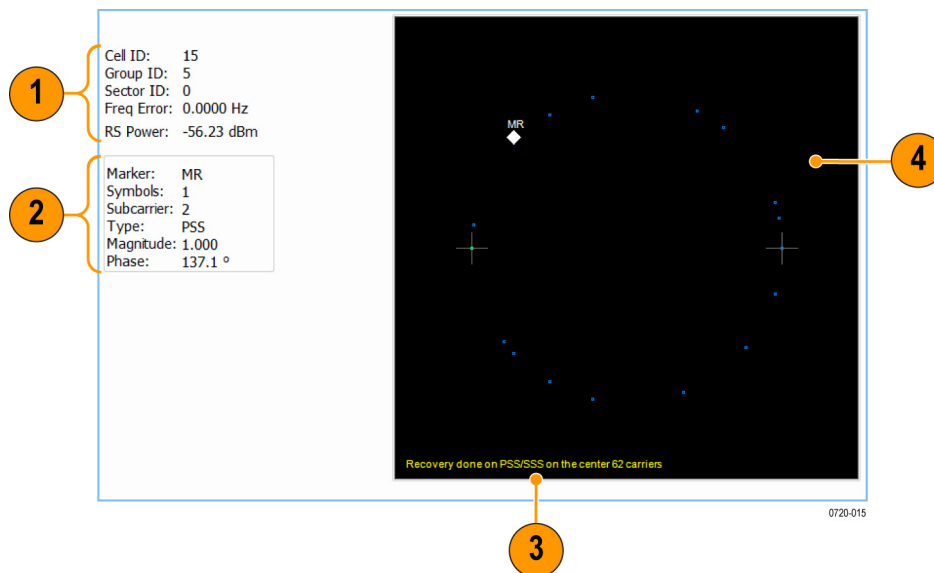 Cell ID: 15
Group ID: 5
Sector ID: 0
Freq Error: 0.0000 Hz
RS Power: -56.23 dBm
1
Marker: MR
Symbols: 1
Subcarrier: 2
Type: PSS
Magnitude: 1.000
Phase: 137.1 º
2
MR
4
Recovery done on PSS/SSS on the center 62 carriers
3
0720-015